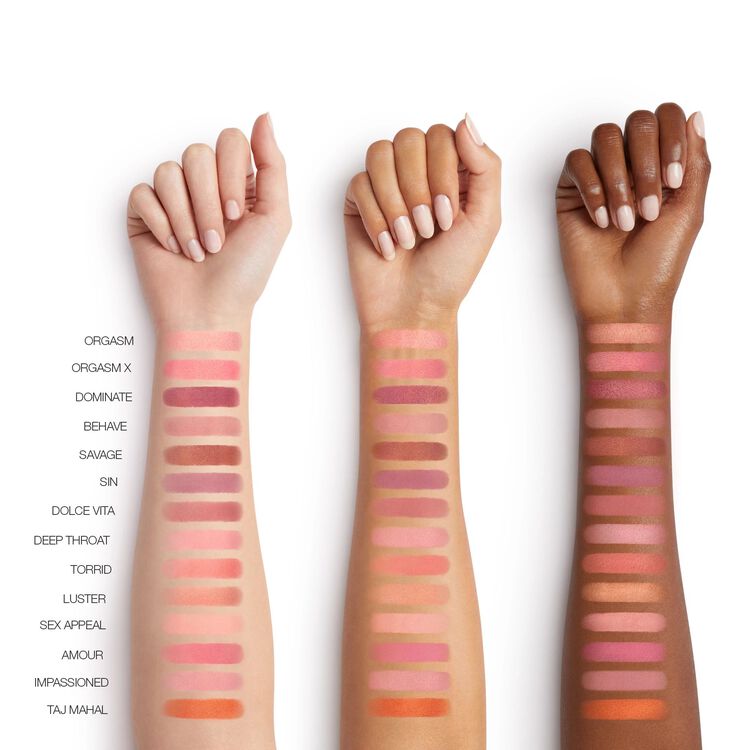 ORGASM
ORGASM X
DOMINATE
BEHAVE
SAVAGE
SIN
DOLCE VITA
DEEP THROAT
TORRID
LUSTER
SEX APPEAL
AMOUR
IMPASSIONED
TAJ MAHAL